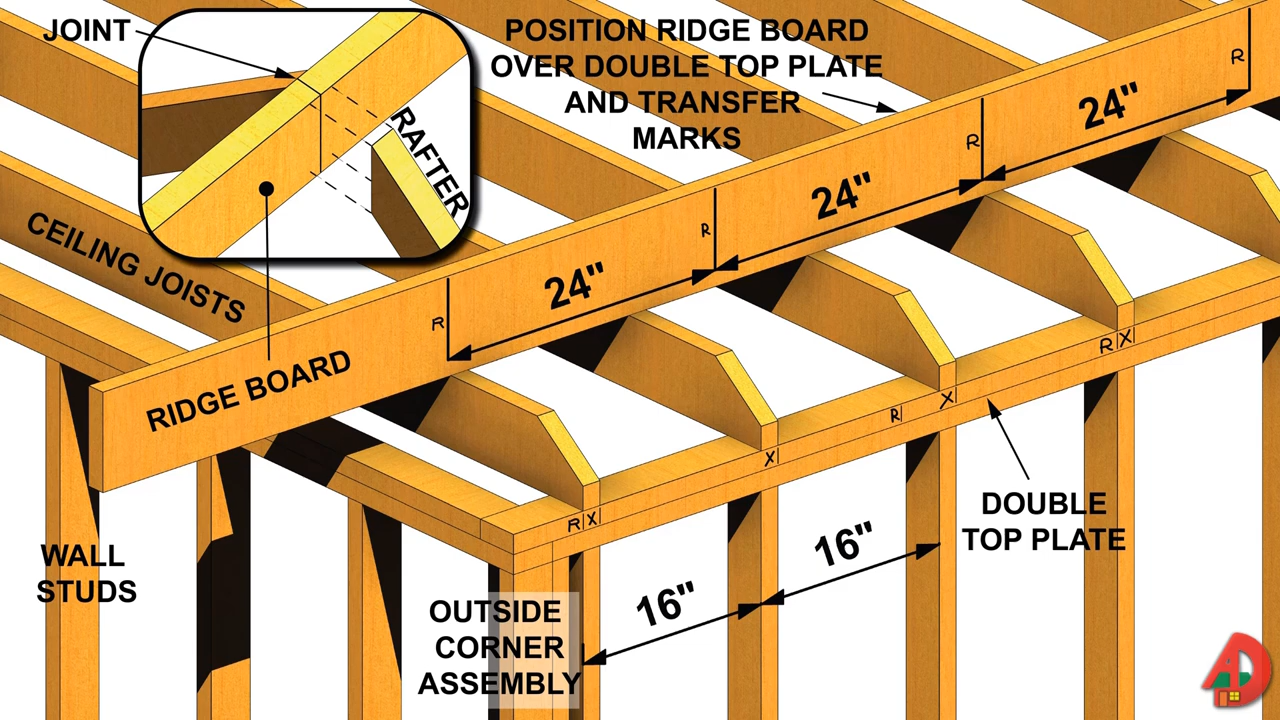 JOINT
POSITION RIDGE BOARD
OVER DOUBLE TOP PLATE
AND TRANSFER
MARKS
RAFTER
R
24"
R
24"
R
24"
R
CEILING JOISTS
RIDGE BOARD
R X
R
X
X
R X
DOUBLE
TOP PLATE
WALL
STUDS
16"
16"
OUTSIDE
CORNER
ASSEMBLY
AD